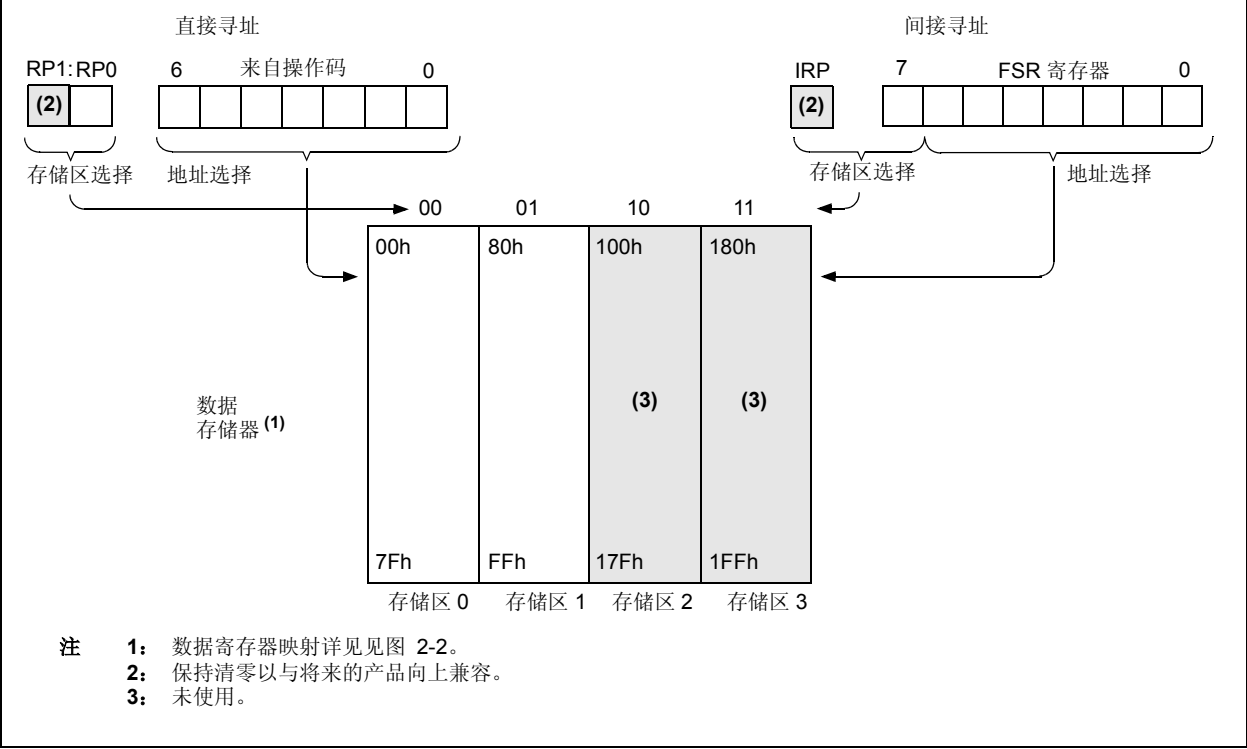 直接寻址 间接寻址
RP1:RP0 6 来自操作码 0 IRP 7 FSR 寄存器 0
(2) (2)
存储区选择 地址选择 存储区选择 地址选择
00 01 10 11
00h 80h 100h 180h
数据
存储器(1) (3) (3)
7Fh FFh 17Fh 1FFh
存储区 0 存储区 1 存储区 2 存储区 3
注 1： 数据寄存器映射详见见图 2-2。
2： 保持清零以与将来的产品向上兼容。
3： 未使用。